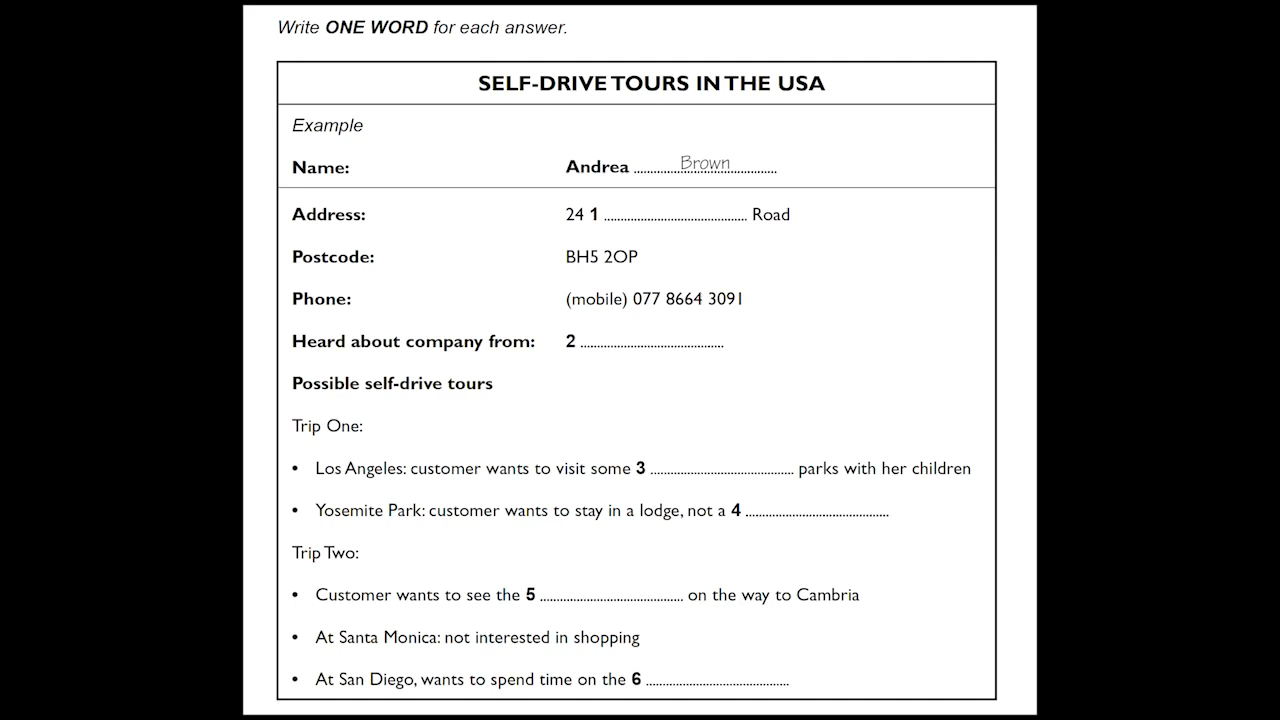 Write ONE WORD for each answer.
SELF-DRIVE TOURS IN THE USA
Example
Name: Andrea ........Brown........
Address: 24 1 ........................ Road
Postcode: BH5 2OP
Phone: (mobile) 077 8664 3091
Heard about company from: 2 ........................
Possible self-drive tours
Trip One:
• Los Angeles: customer wants to visit some 3 ........................ parks with her children
• Yosemite Park: customer wants to stay in a lodge, not a 4 ........................
Trip Two:
• Customer wants to see the 5 ........................ on the way to Cambria
• At Santa Monica: not interested in shopping
• At San Diego, wants to spend time on the 6 ........................